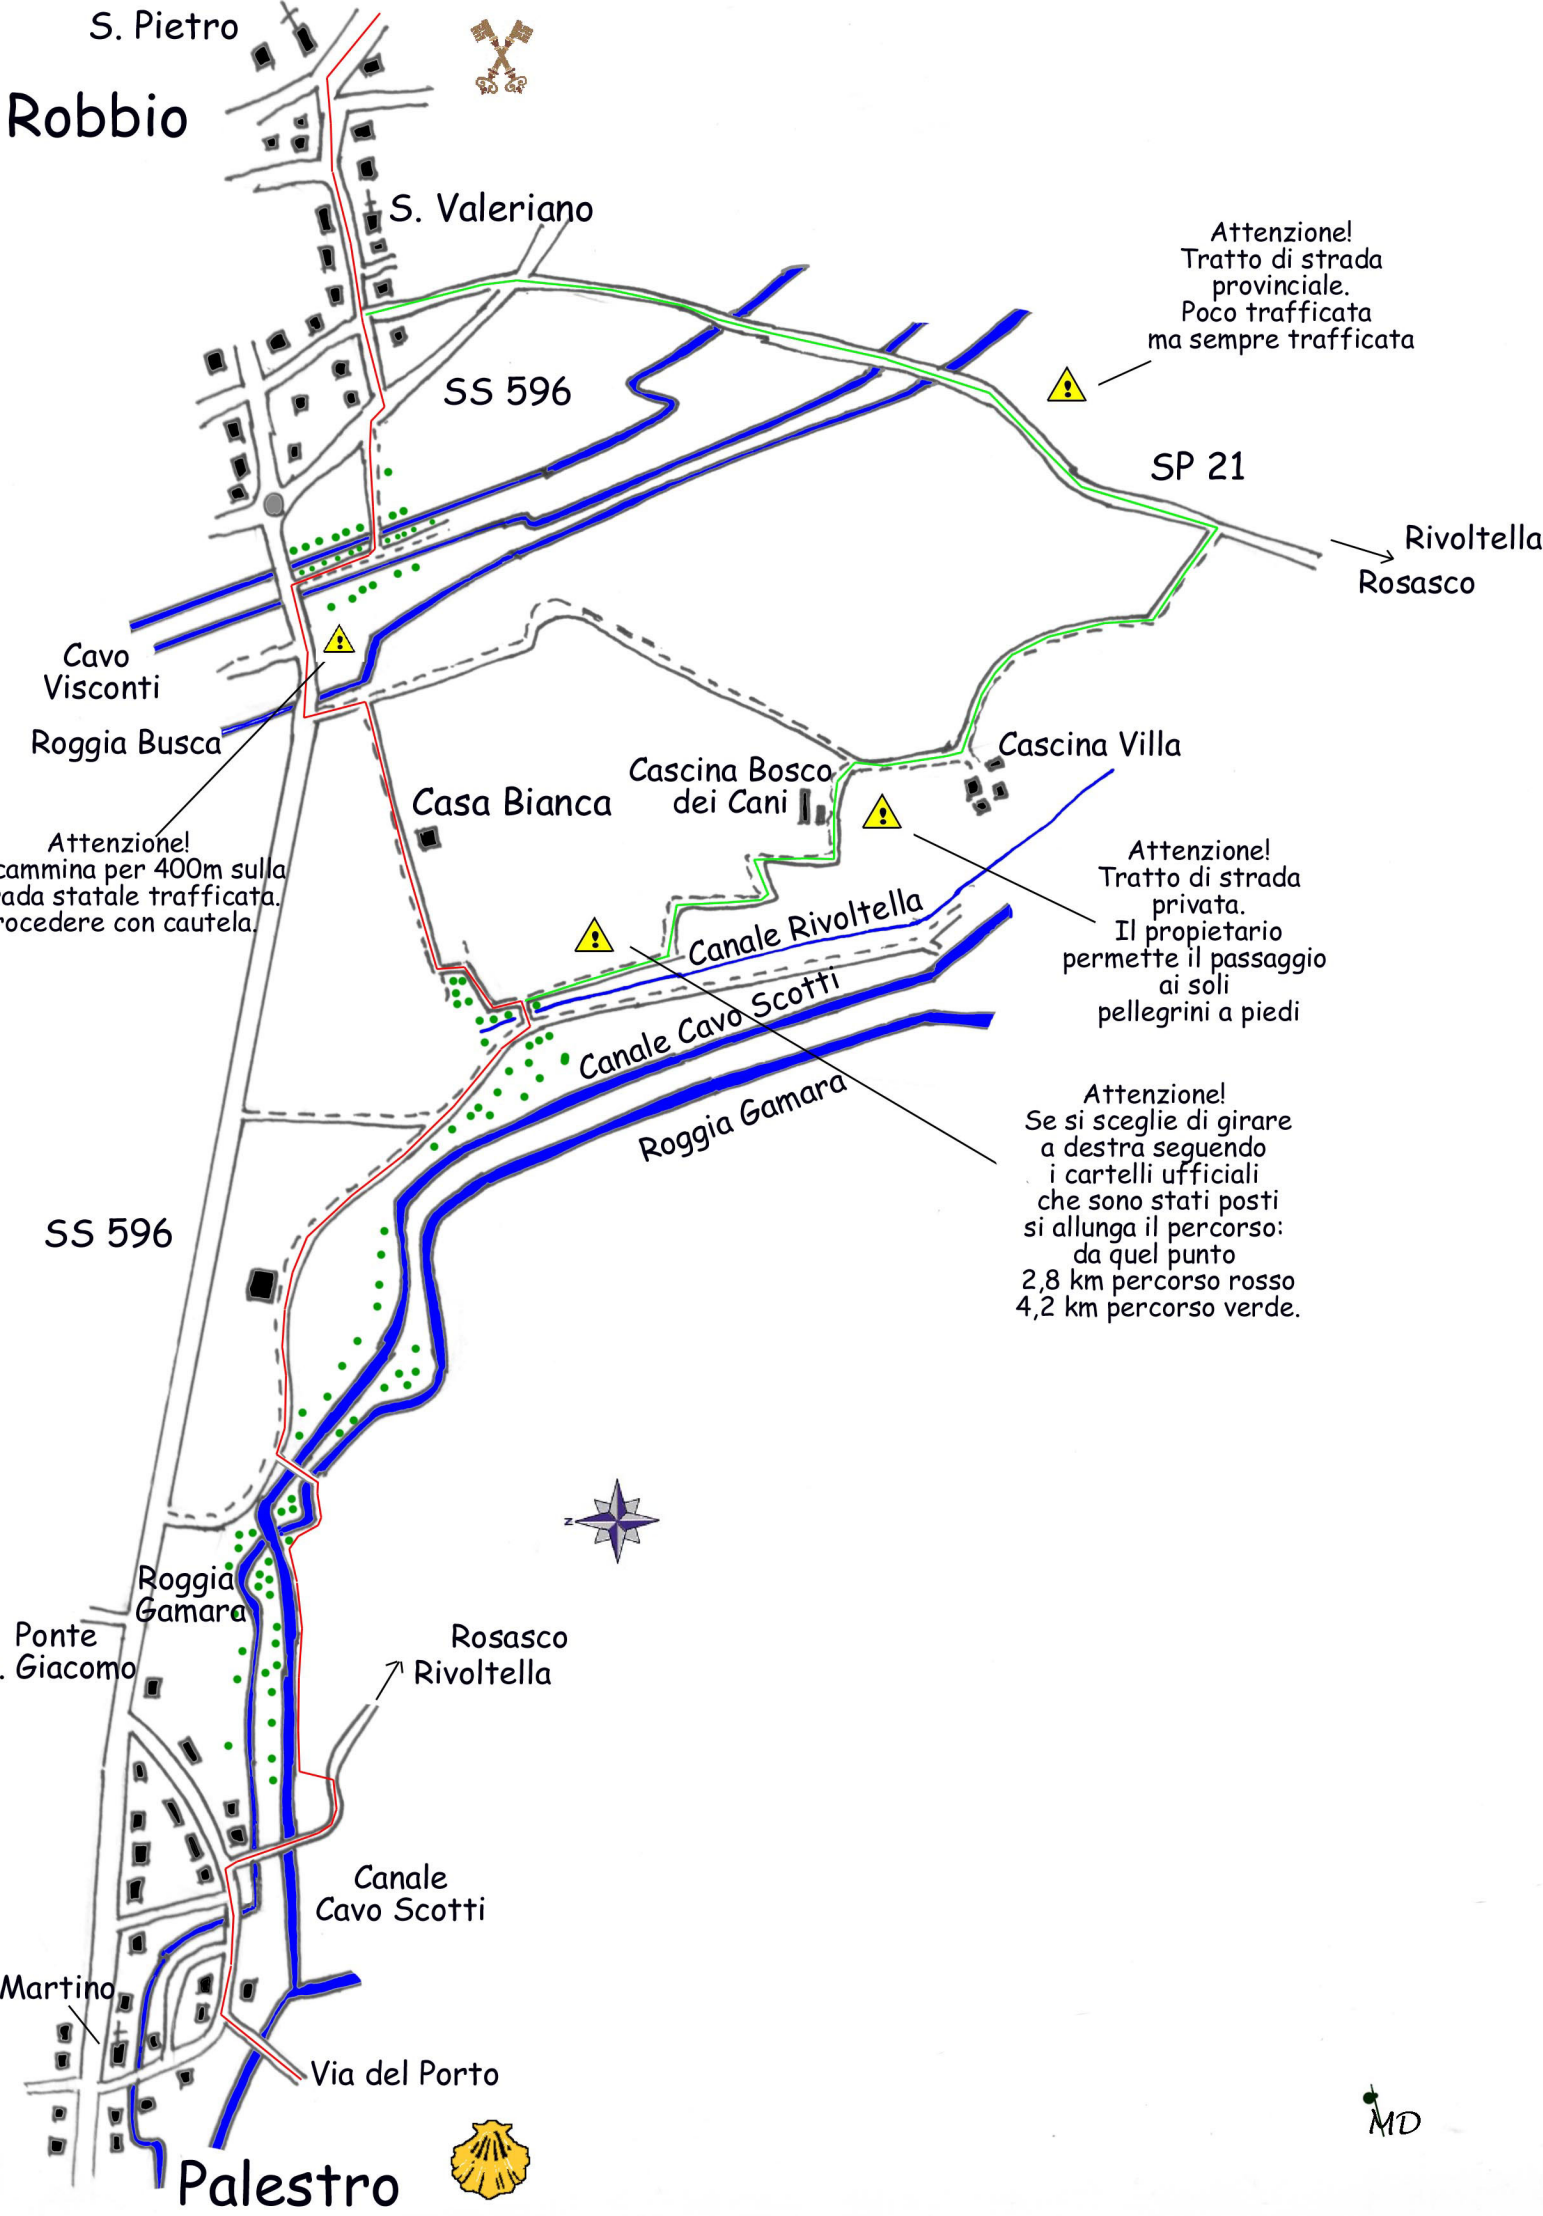 S. Pietro
Robbio
S. Valeriano
Attenzione!
Tratto di strada
provinciale.
Poco trafficata
ma sempre trafficata
SS 596
SP 21
Rivoltella
Rosasco
Cavo
Visconti
Roggia Busca
Cascina Villa
Cascina Bosco
dei Cani
Casa Bianca
Attenzione!
cammina per 400m sulla
ada statale trafficata.
rocedere con cautela.
Attenzione!
Tratto di strada
privata.
Il propietario
permette il passaggio
ai soli
pellegrini a piedi
Canale Rivoltella
Canale Cavo Scotti
Roggia Gamara
Attenzione!
Se si sceglie di girare
a destra seguendo
i cartelli ufficiali
che sono stati posti
si allunga il percorso:
da quel punto
2,8 km percorso rosso
4,2 km percorso verde.
SS 596
N
Roggia
Gamara
Ponte
. Giacomo
Rosasco
Rivoltella
Canale
Cavo Scotti
Martino
Via del Porto
Palestro
MD